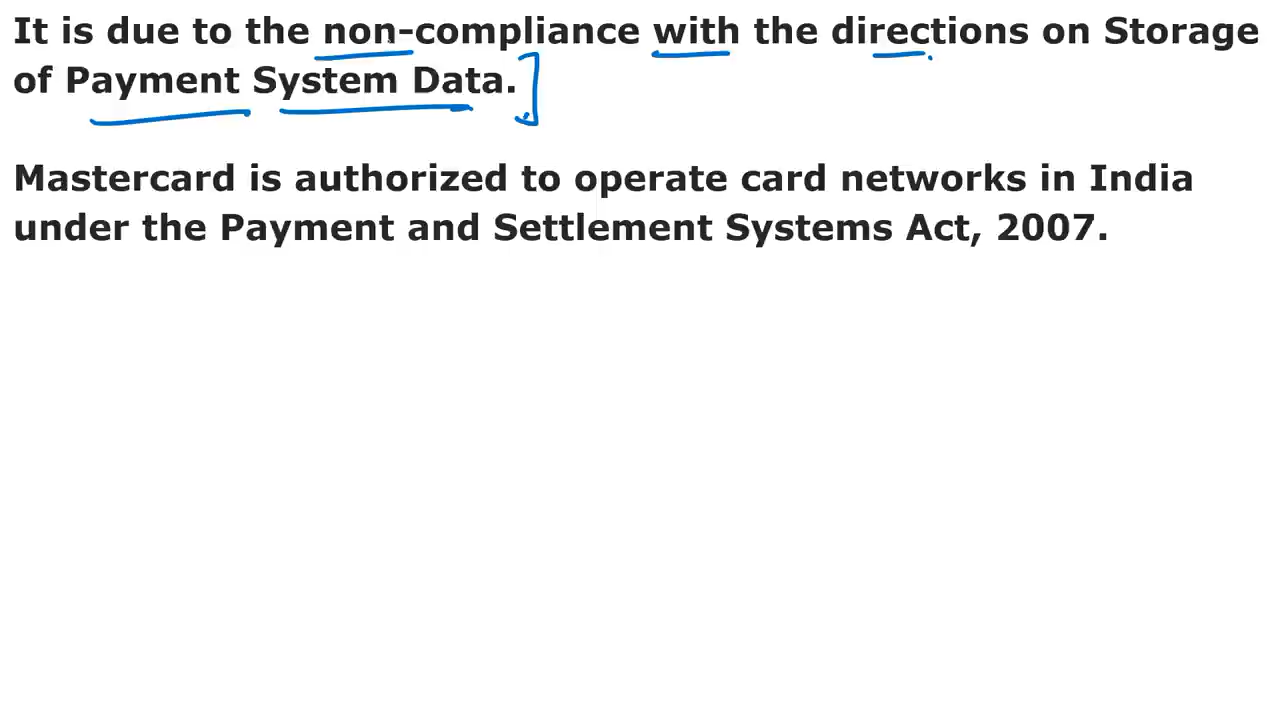 It is due to the non-compliance with the directions on Storage
of Payment System Data.
Mastercard is authorized to operate card networks in India
under the Payment and Settlement Systems Act, 2007.